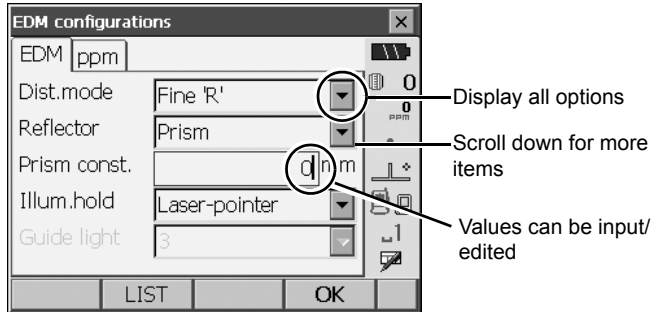 EDM configurations
EDM ppm
Dist.mode Fine 'R'
Reflector Prism
Prism const. 0 mm
Illum.hold Laser-pointer
Guide light 3
LIST OK
0
0
PPM
1
Display all options
Scroll down for more
items
Values can be input/
edited